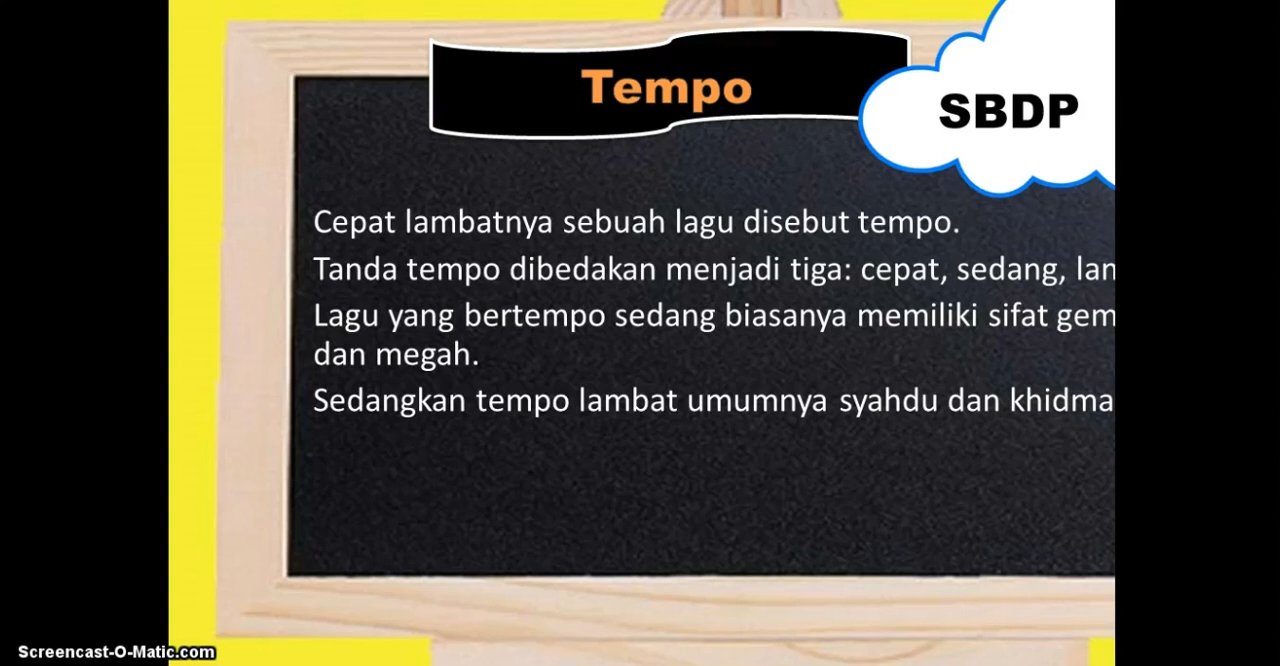 Tempo
SBDP
Cepat lambatnya sebuah lagu disebut tempo.
Tanda tempo dibedakan menjadi tiga: cepat, sedang,
Lagu yang bertempo sedang biasanya memiliki sifat
dan megah.
Sedangkan tempo lambat umumnya syahdu dan
Screencast-O-Matic.com